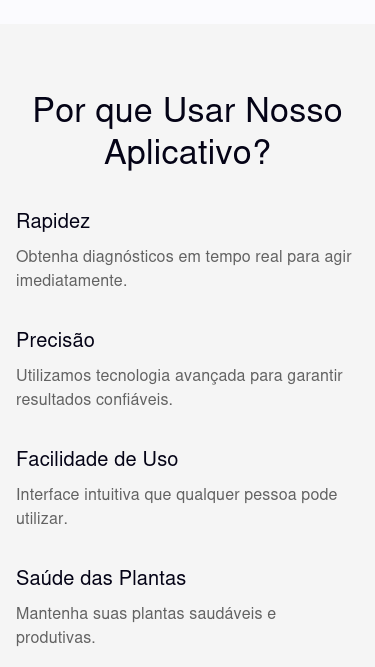 Por que Usar Nosso
Aplicativo?
Rapidez
Obtenha diagnósticos em tempo real para agir
imediatamente.
Precisão
Utilizamos tecnologia avançada para garantir
resultados confiáveis.
Facilidade de Uso
Interface intuitiva que qualquer pessoa pode
utilizar.
Saúde das Plantas
Mantenha suas plantas saudáveis e
produtivas.